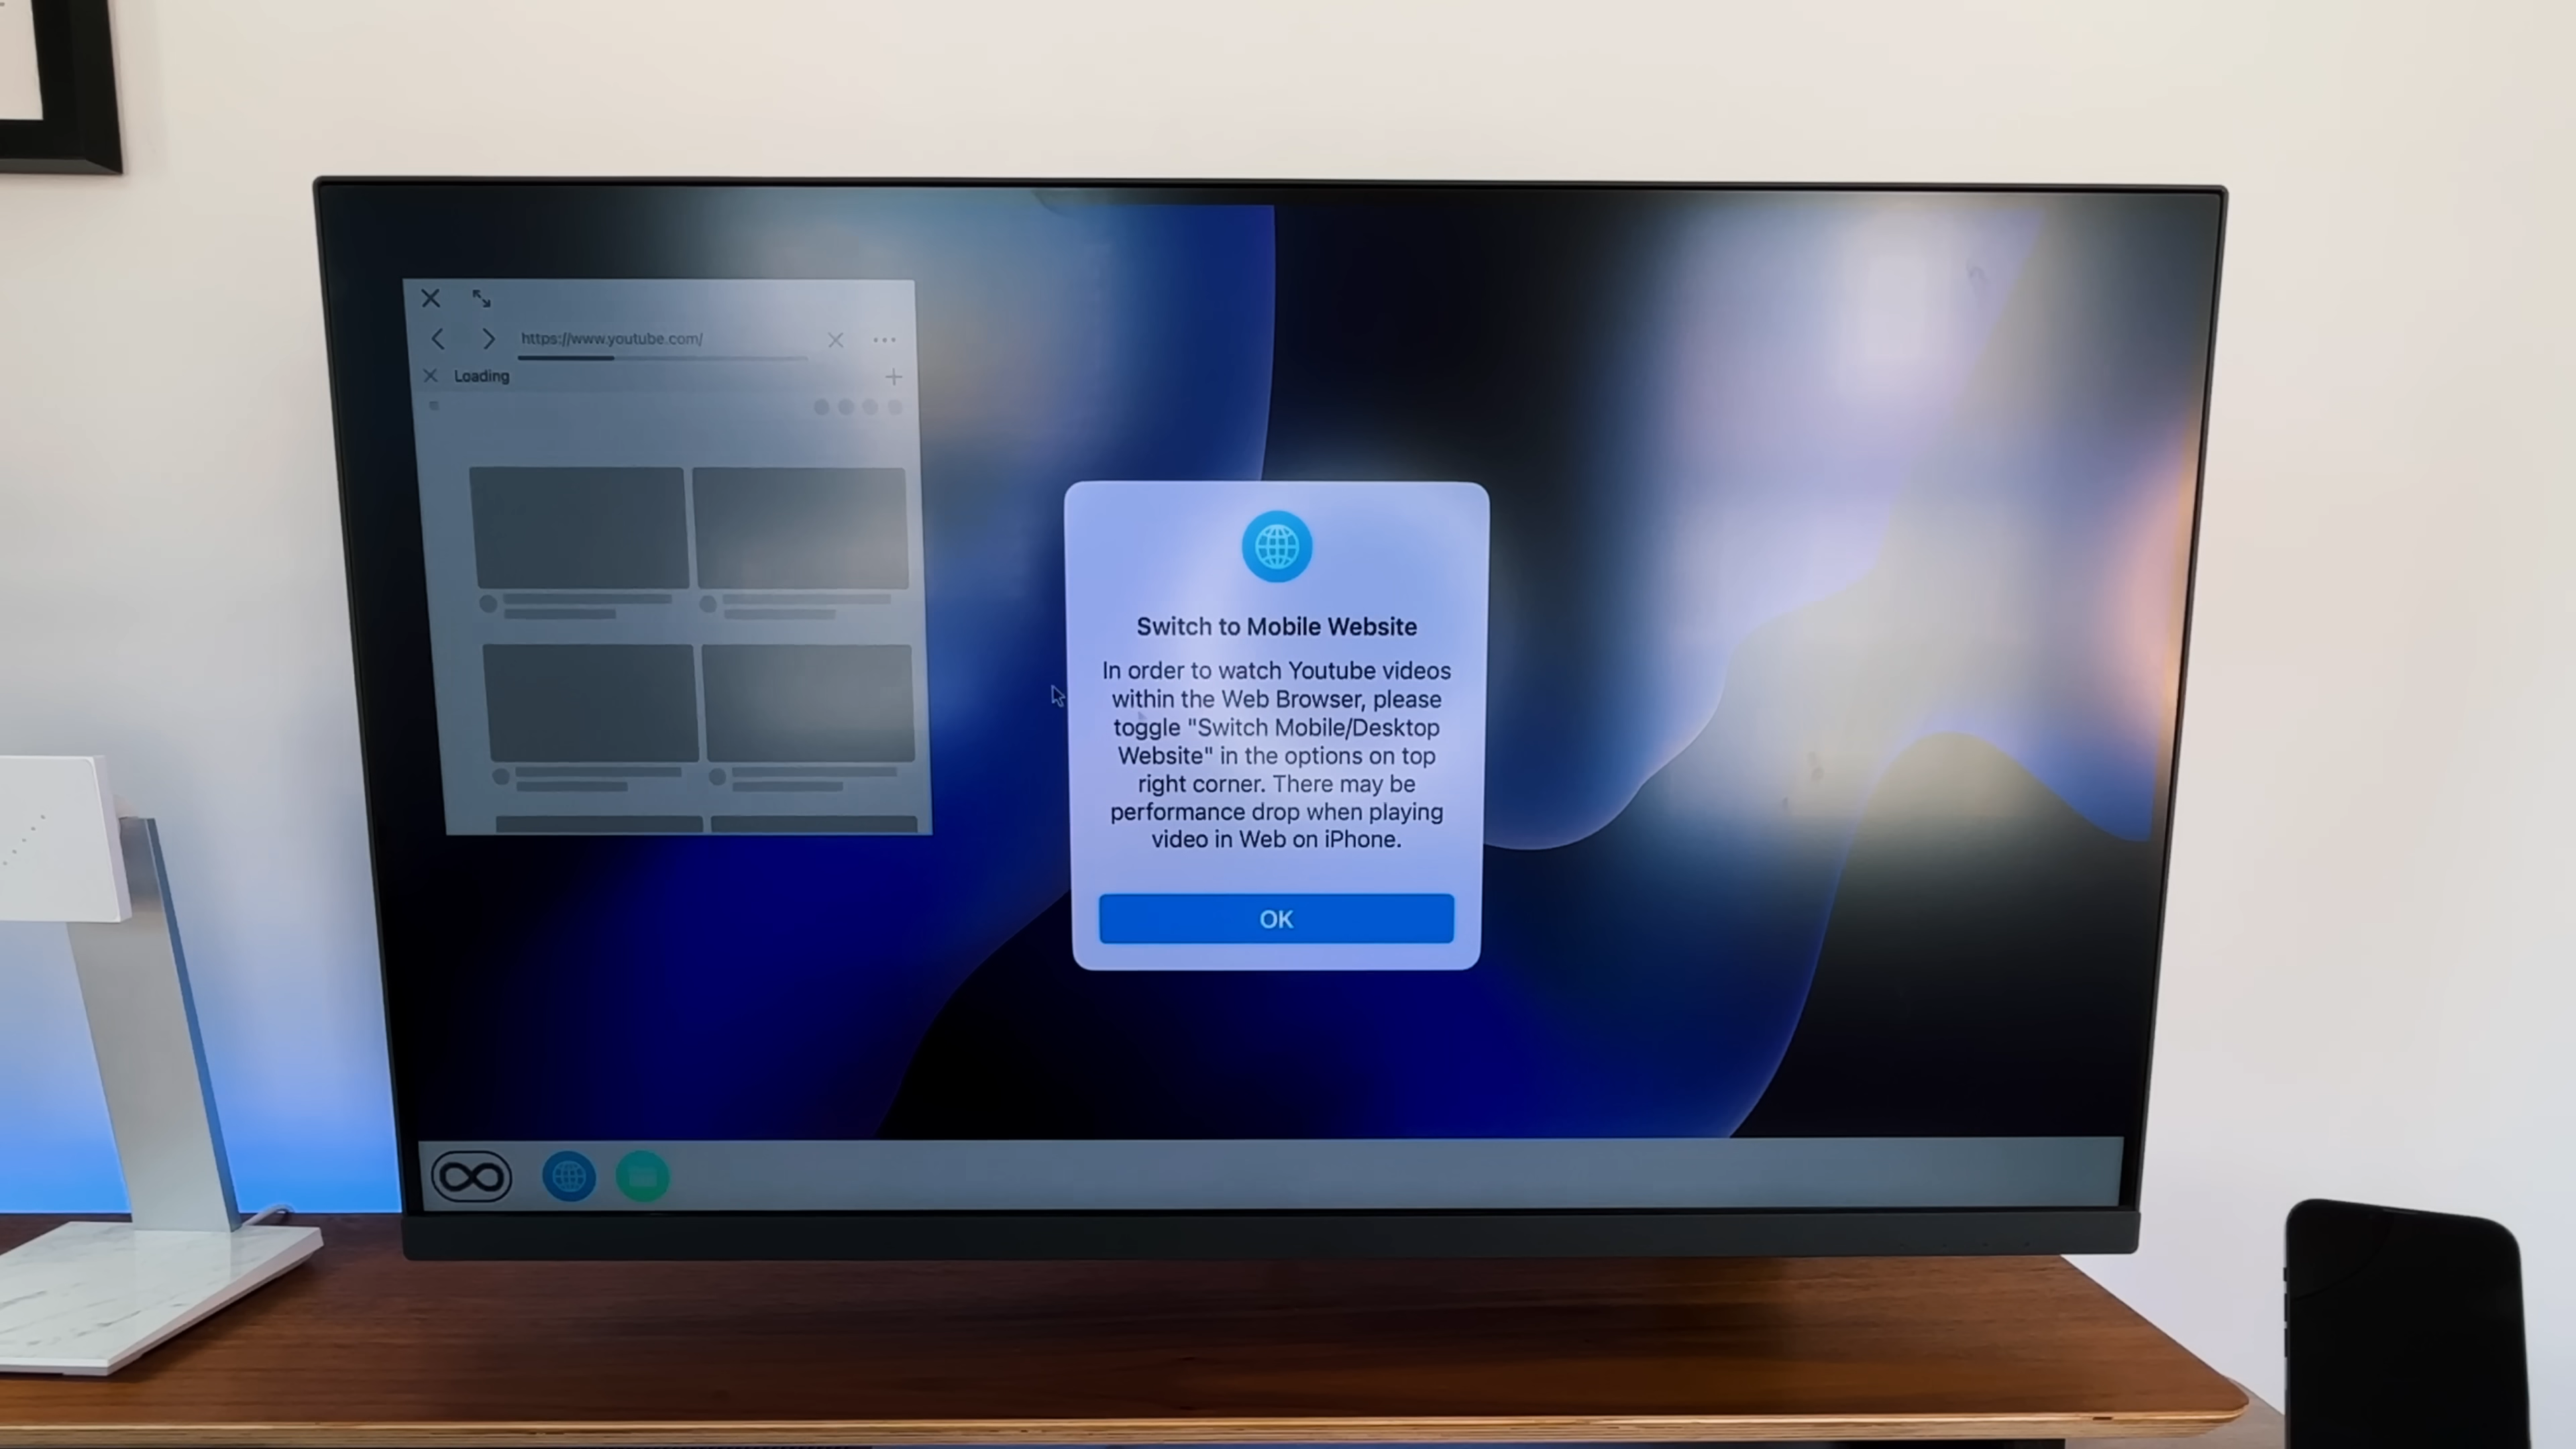 https://www.youtube.com/
Loading
Switch to Mobile Website
In order to watch Youtube videos
within the Web Browser, please
toggle "Switch Mobile/Desktop
Website" in the options on top
right corner. There may be
performance drop when playing
video in Web on iPhone.
OK